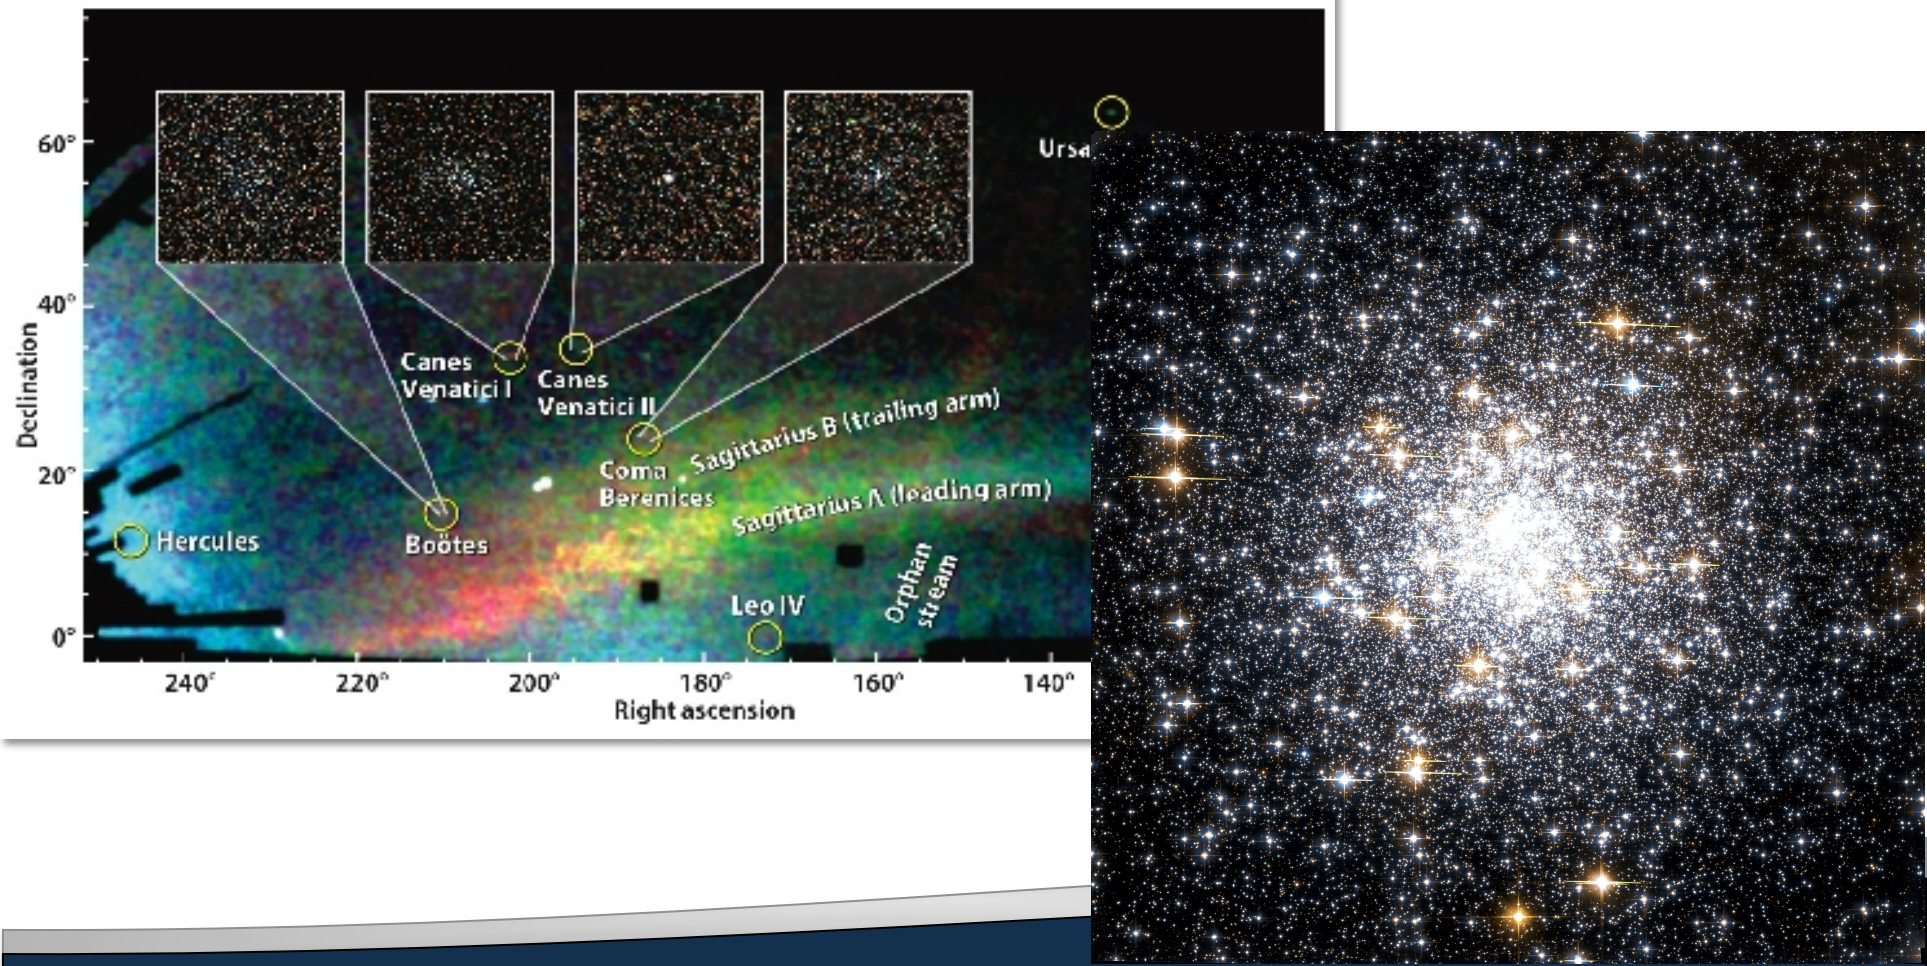 60°
40°
20°
0°
Declination
Ursa
Canes
Venatici I
Canes
Venatici II
Sagittarius B (trailing arm)
Coma
Berenices
Sagittarius A (leading arm)
Hercules
Boötes
Leo IV
Orphan
stream
240°
220°
200°
180°
160°
140°
Right ascension